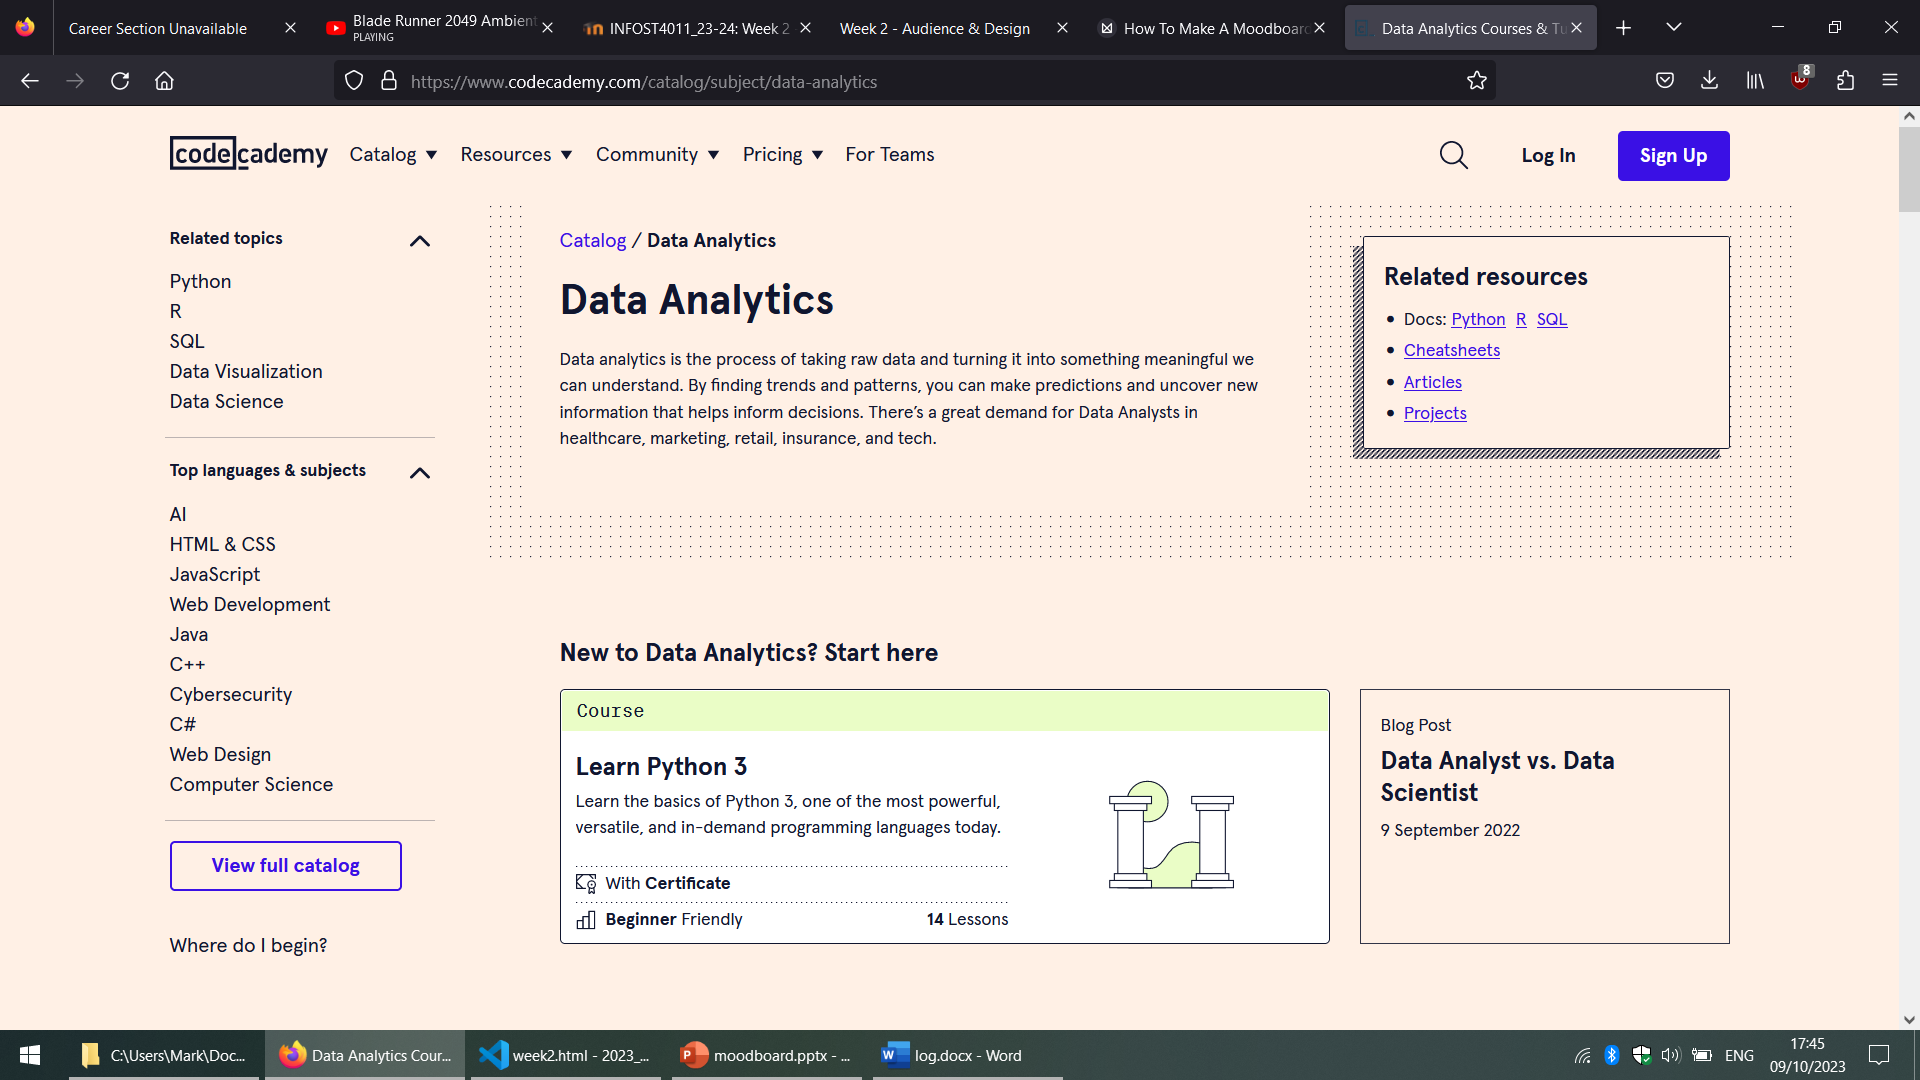 Career Section Unavailable
Blade Runner 2049 Ambient
PLAYING
INFOST4011_23-24: Week 2
Week 2 - Audience & Design
How To Make A Moodboard
Data Analytics Courses & Tu
https://www.codecademy.com/catalog/subject/data-analytics
8
codecademy
Catalog
Resources
Community
Pricing
For Teams
Log In
Sign Up
Related topics
Python
R
SQL
Data Visualization
Data Science
Top languages & subjects
AI
HTML & CSS
JavaScript
Web Development
Java
C++
Cybersecurity
C#
Web Design
Computer Science
View full catalog
Where do I begin?
Catalog / Data Analytics
Data Analytics
Data analytics is the process of taking raw data and turning it into something meaningful we
can understand. By finding trends and patterns, you can make predictions and uncover new
information that helps inform decisions. There’s a great demand for Data Analysts in
healthcare, marketing, retail, insurance, and tech.
Related resources
Docs: Python R SQL
Cheatsheets
Articles
Projects
New to Data Analytics? Start here
Course
Learn Python 3
Learn the basics of Python 3, one of the most powerful,
versatile, and in-demand programming languages today.
With Certificate
Beginner Friendly
14 Lessons
Blog Post
Data Analyst vs. Data
Scientist
9 September 2022
C:\Users\Mark\Doc...
Data Analytics Cour...
week2.html - 2023_...
moodboard.pptx - ...
log.docx - Word
ENG
17:45
09/10/2023